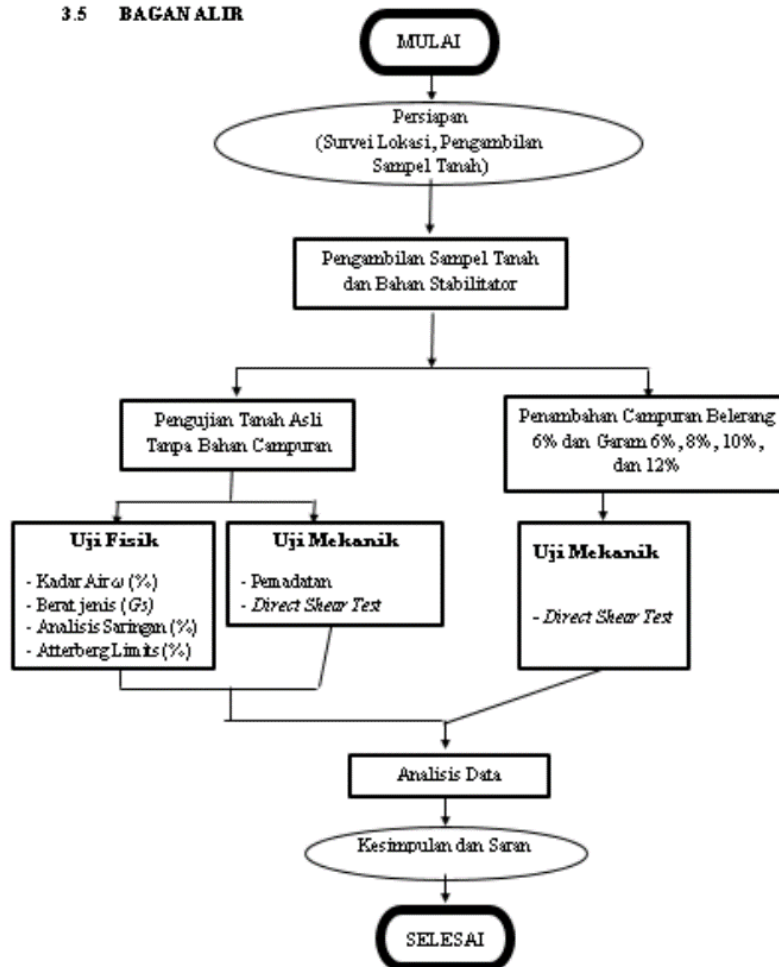 3.5 BAGAN ALIR
MULAI
Persiapan
(Survei Lokasi, Pengambilan
Sampel Tanah)
Pengambilan Sampel Tanah
dan Bahan Stabilitator
Pengujian Tanah Asli
Tanpa Bahan Campuran
Penambahan Campuran Belerang
6% dan Garam 6%, 8%, 10%,
dan 12%
Uji Fisik
- Kadar Air ω (%)
- Berat jenis (Gs)
- Analisis Saringan (%)
- Atterberg Limits (%)
Uji Mekanik
- Pemadatan
- Direct Shear Test
Uji Mekanik
- Direct Shear Test
Analisis Data
Kesimpulan dan Saran
SELESAI